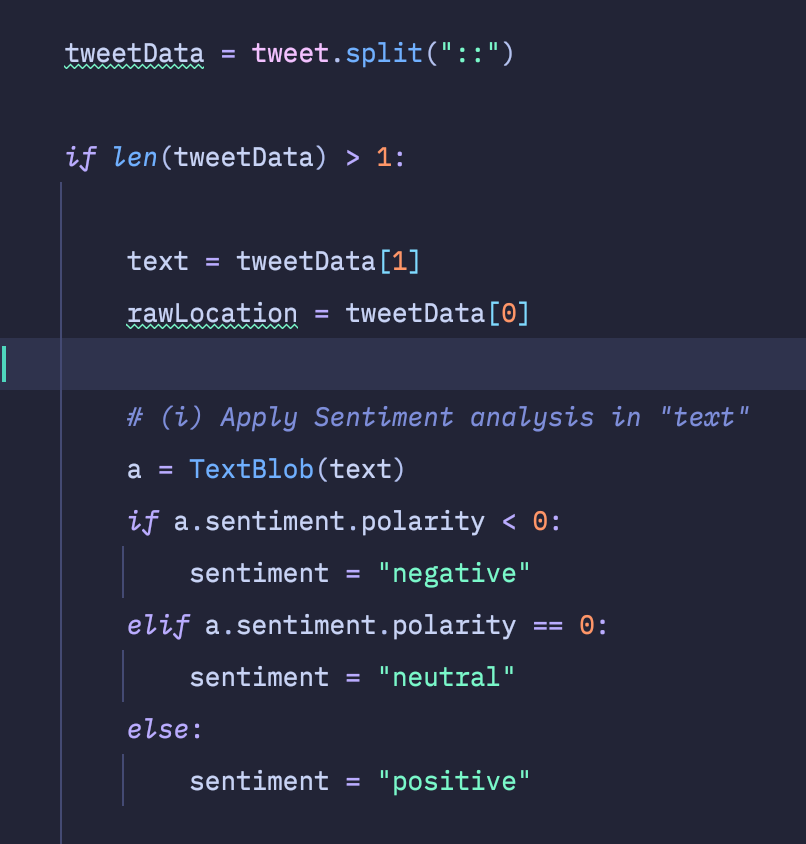 tweetData = tweet.split("::")
if len(tweetData) > 1:
text = tweetData[1]
rawLocation = tweetData[0]
# (i) Apply Sentiment analysis in "text"
a = TextBlob(text)
if a.sentiment.polarity < 0:
sentiment = "negative"
elif a.sentiment.polarity == 0:
sentiment = "neutral"
else:
sentiment = "positive"